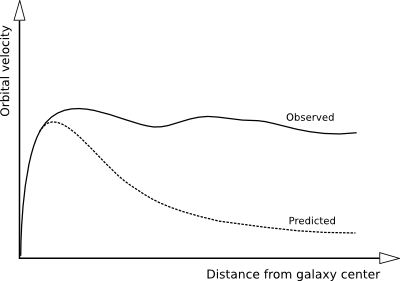 Orbital velocity
Observed
Predicted
Distance from galaxy center